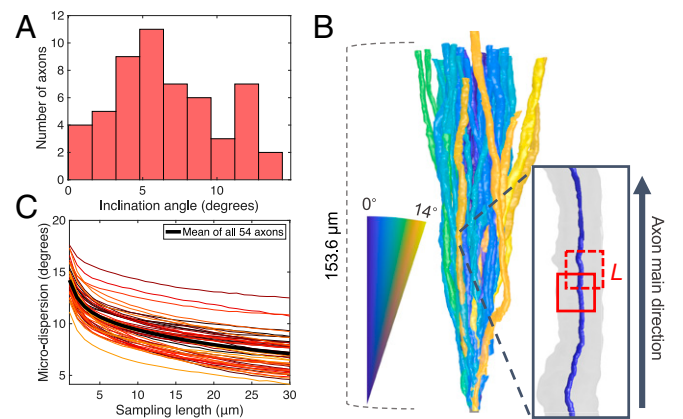 A
12
10
8
6
4
2
0
Number of axons
0 5 10
Inclination angle (degrees)
B
153.6 µm
0°
14°
L
Axon main direction
C
20
15
10
5
Micro-dispersion (degrees)
Mean of all 54 axons
5 10 15 20 25 30
Sampling length (µm)